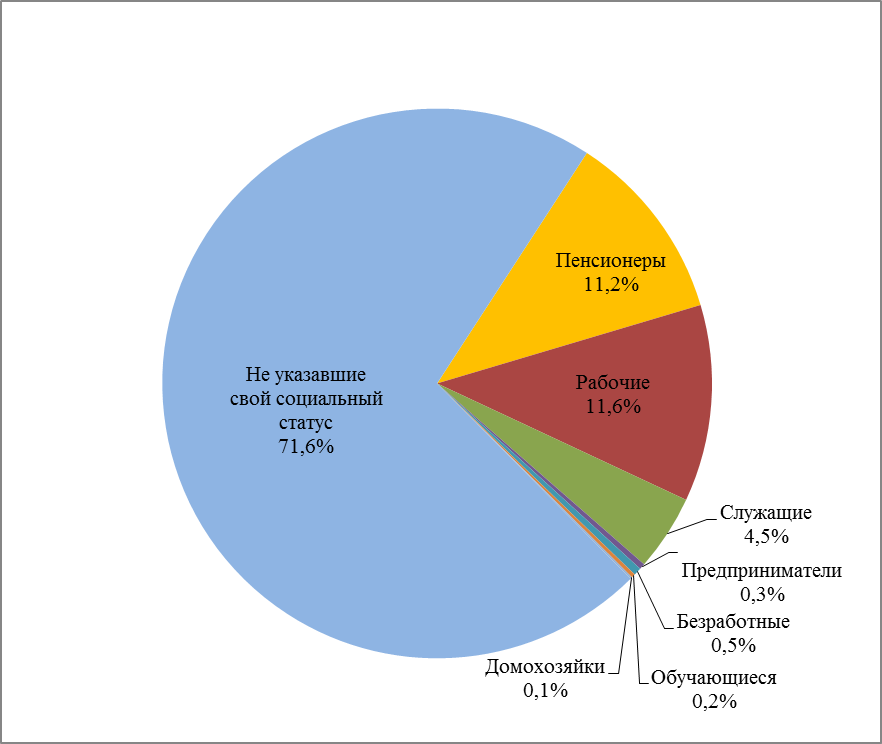 Пенсионеры
11,2%
Не указавшие
свой социальный
статус
71,6%
Рабочие
11,6%
Служащие
4,5%
Предприниматели
0,3%
Безработные
0,5%
Домохозяйки
0,1%
Обучающиеся
0,2%